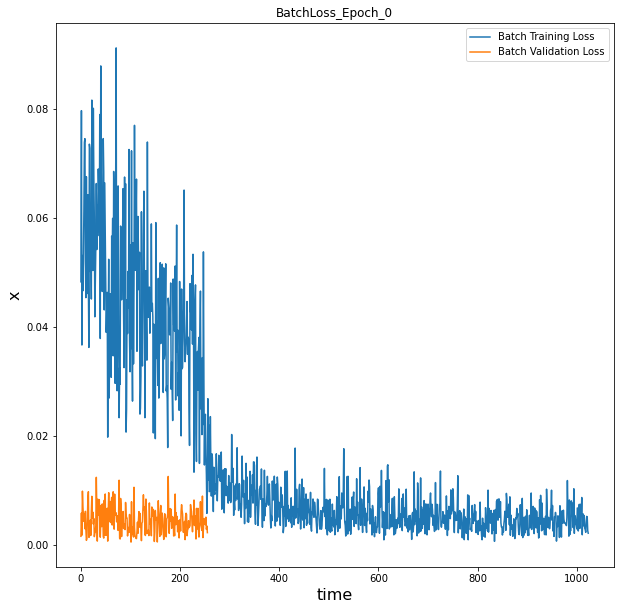 BatchLoss_Epoch_0
Batch Training Loss
Batch Validation Loss
0.08
0.06
0.04
0.02
0.00
x
0
200
400
600
800
1000
time